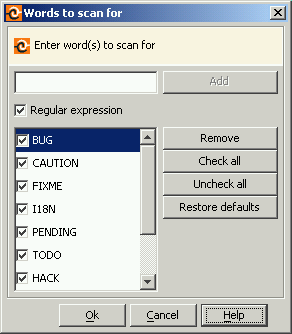 Words to scan for
Enter word(s) to scan for
Add
Regular expression
BUG
CAUTION
FIXME
I18N
PENDING
TODO
HACK
Remove
Check all
Uncheck all
Restore defaults
Ok
Cancel
Help